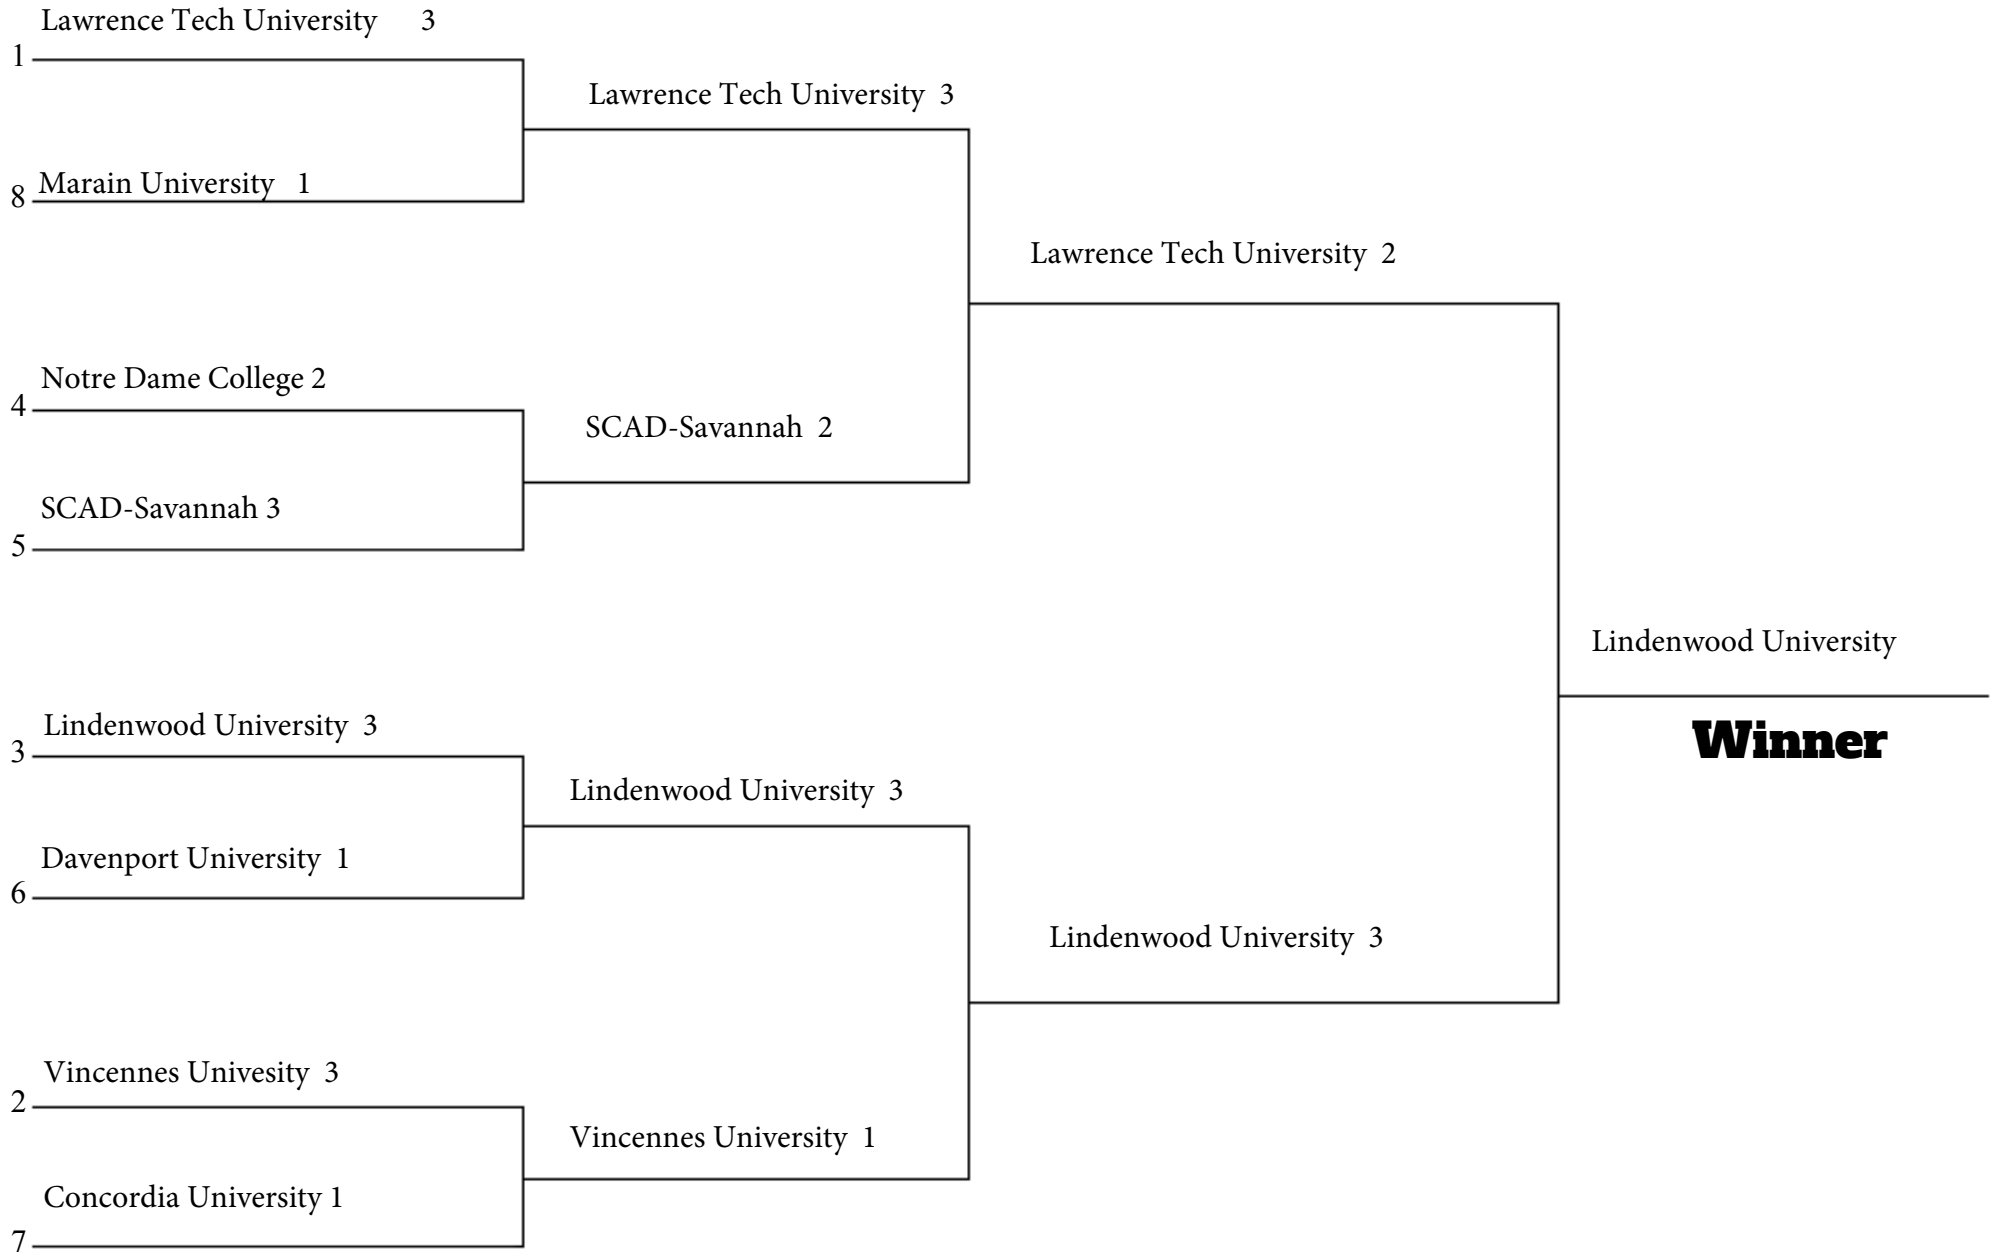 Lawrence Tech University 3
1
Lawrence Tech University 3
Marain University 1
8
Lawrence Tech University 2
Notre Dame College 2
4
SCAD-Savannah 2
SCAD-Savannah 3
5
Lindenwood University
Winner
Lindenwood University 3
3
Lindenwood University 3
Davenport University 1
6
Lindenwood University 3
Vincennes Univesity 3
2
Vincennes University 1
Concordia University 1
7